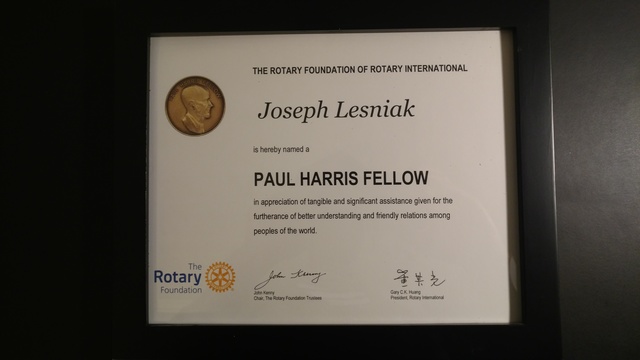 THE ROTARY FOUNDATION OF ROTARY INTERNATIONAL
Joseph Lesniak
is hereby named a
PAUL HARRIS FELLOW
in appreciation of tangible and significant assistance given for the
furtherance of better understanding and friendly relations among
peoples of the world.
The
Rotary
Foundation
John Kenny
John Kenny
Chair, The Rotary Foundation Trustees
Gary C.K. Huang
President, Rotary International